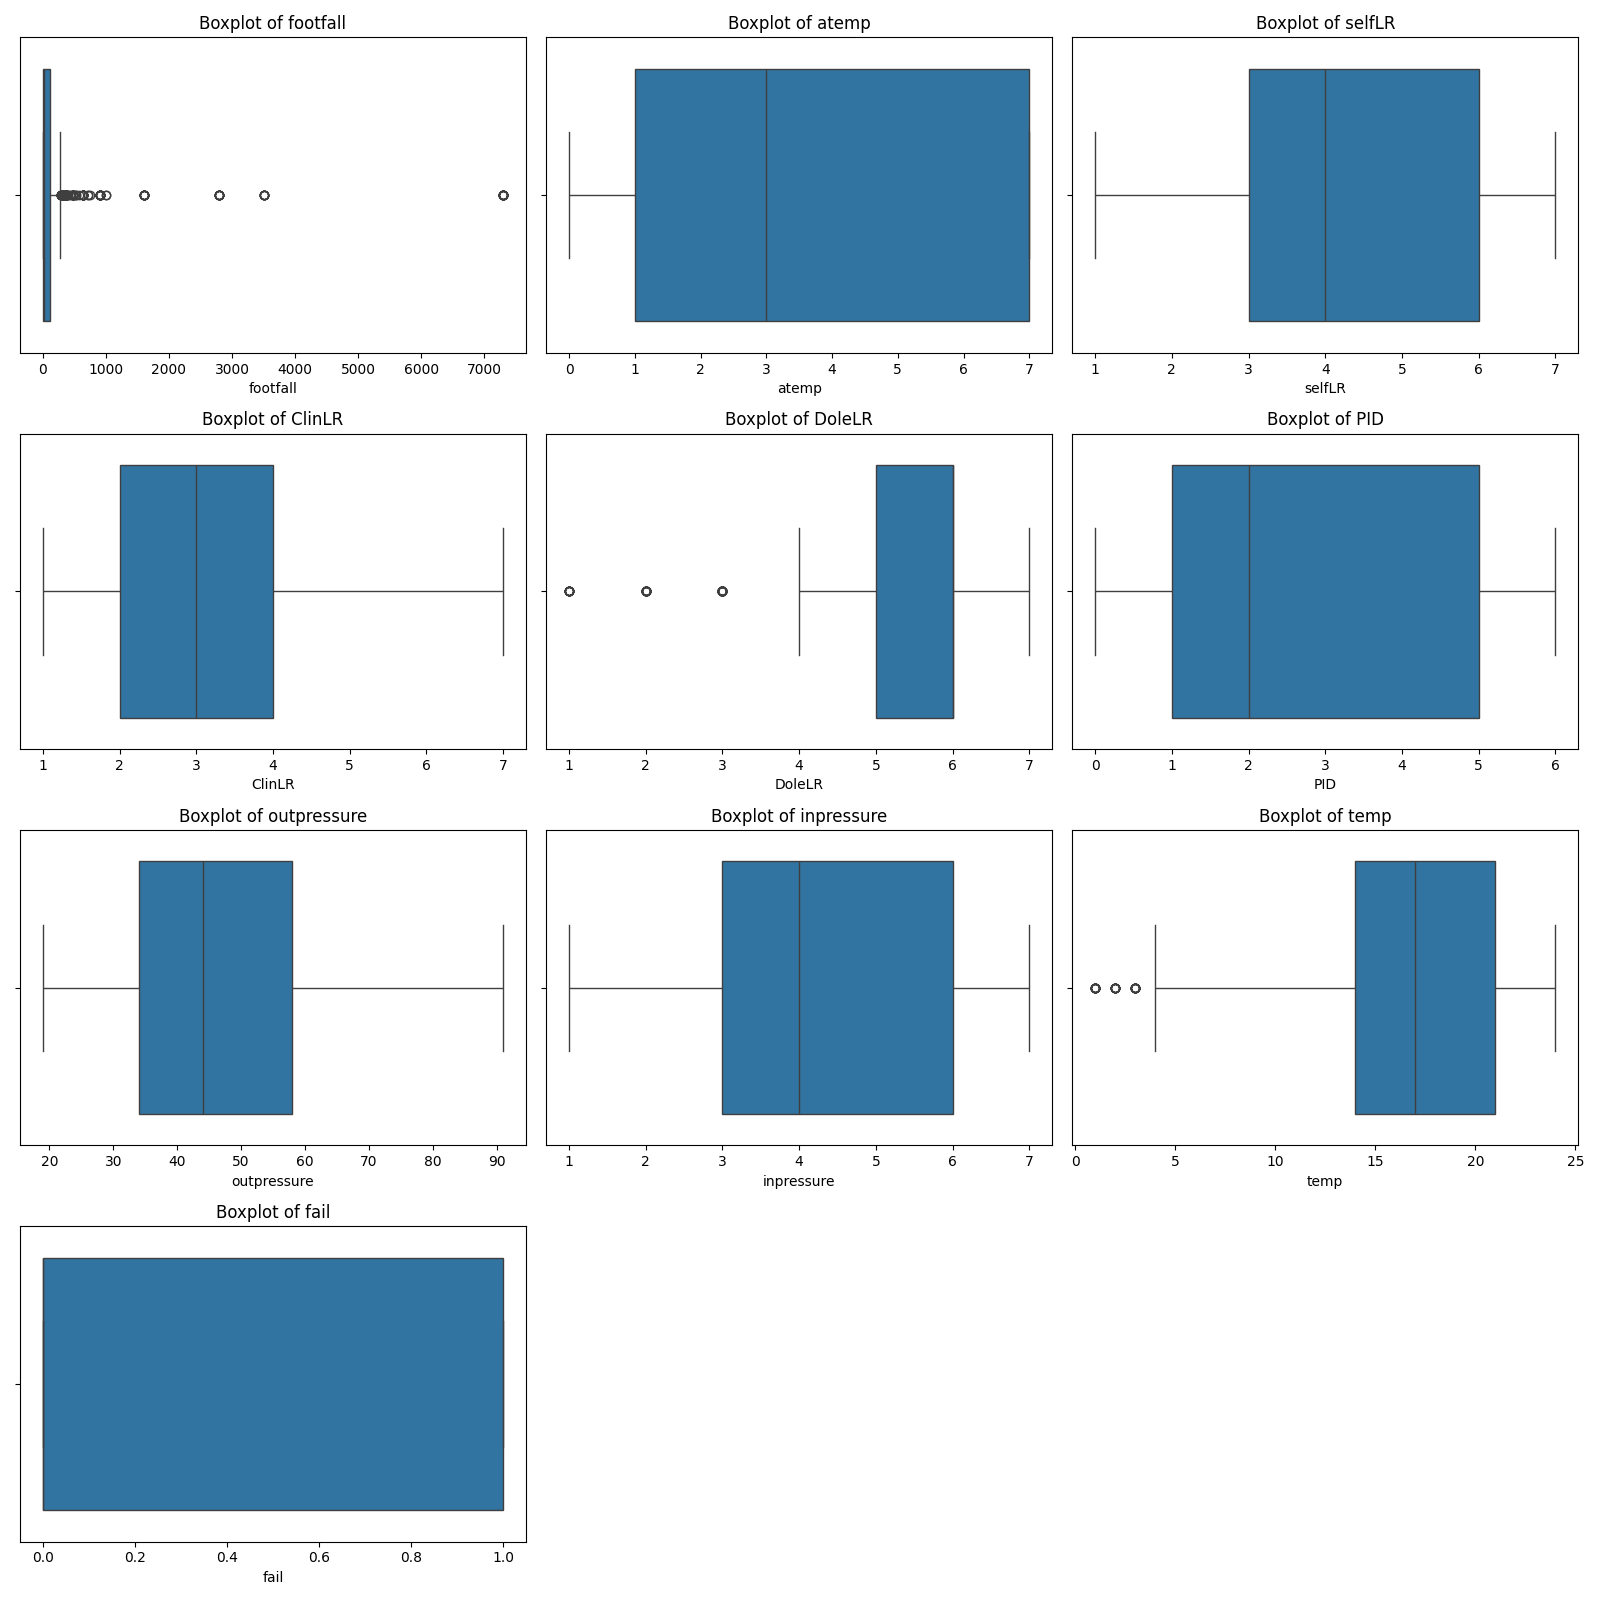 Boxplot of footfall
0 1000 2000 3000 4000 5000 6000 7000
footfall
Boxplot of atemp
0 1 2 3 4 5 6 7
atemp
Boxplot of selfLR
1 2 3 4 5 6 7
selfLR
Boxplot of ClinLR
1 2 3 4 5 6 7
ClinLR
Boxplot of DoleLR
1 2 3 4 5 6 7
DoleLR
Boxplot of PID
0 1 2 3 4 5 6
PID
Boxplot of outpressure
20 30 40 50 60 70 80 90
outpressure
Boxplot of inpressure
1 2 3 4 5 6 7
inpressure
Boxplot of temp
0 5 10 15 20 25
temp
Boxplot of fail
0.0 0.2 0.4 0.6 0.8 1.0
fail